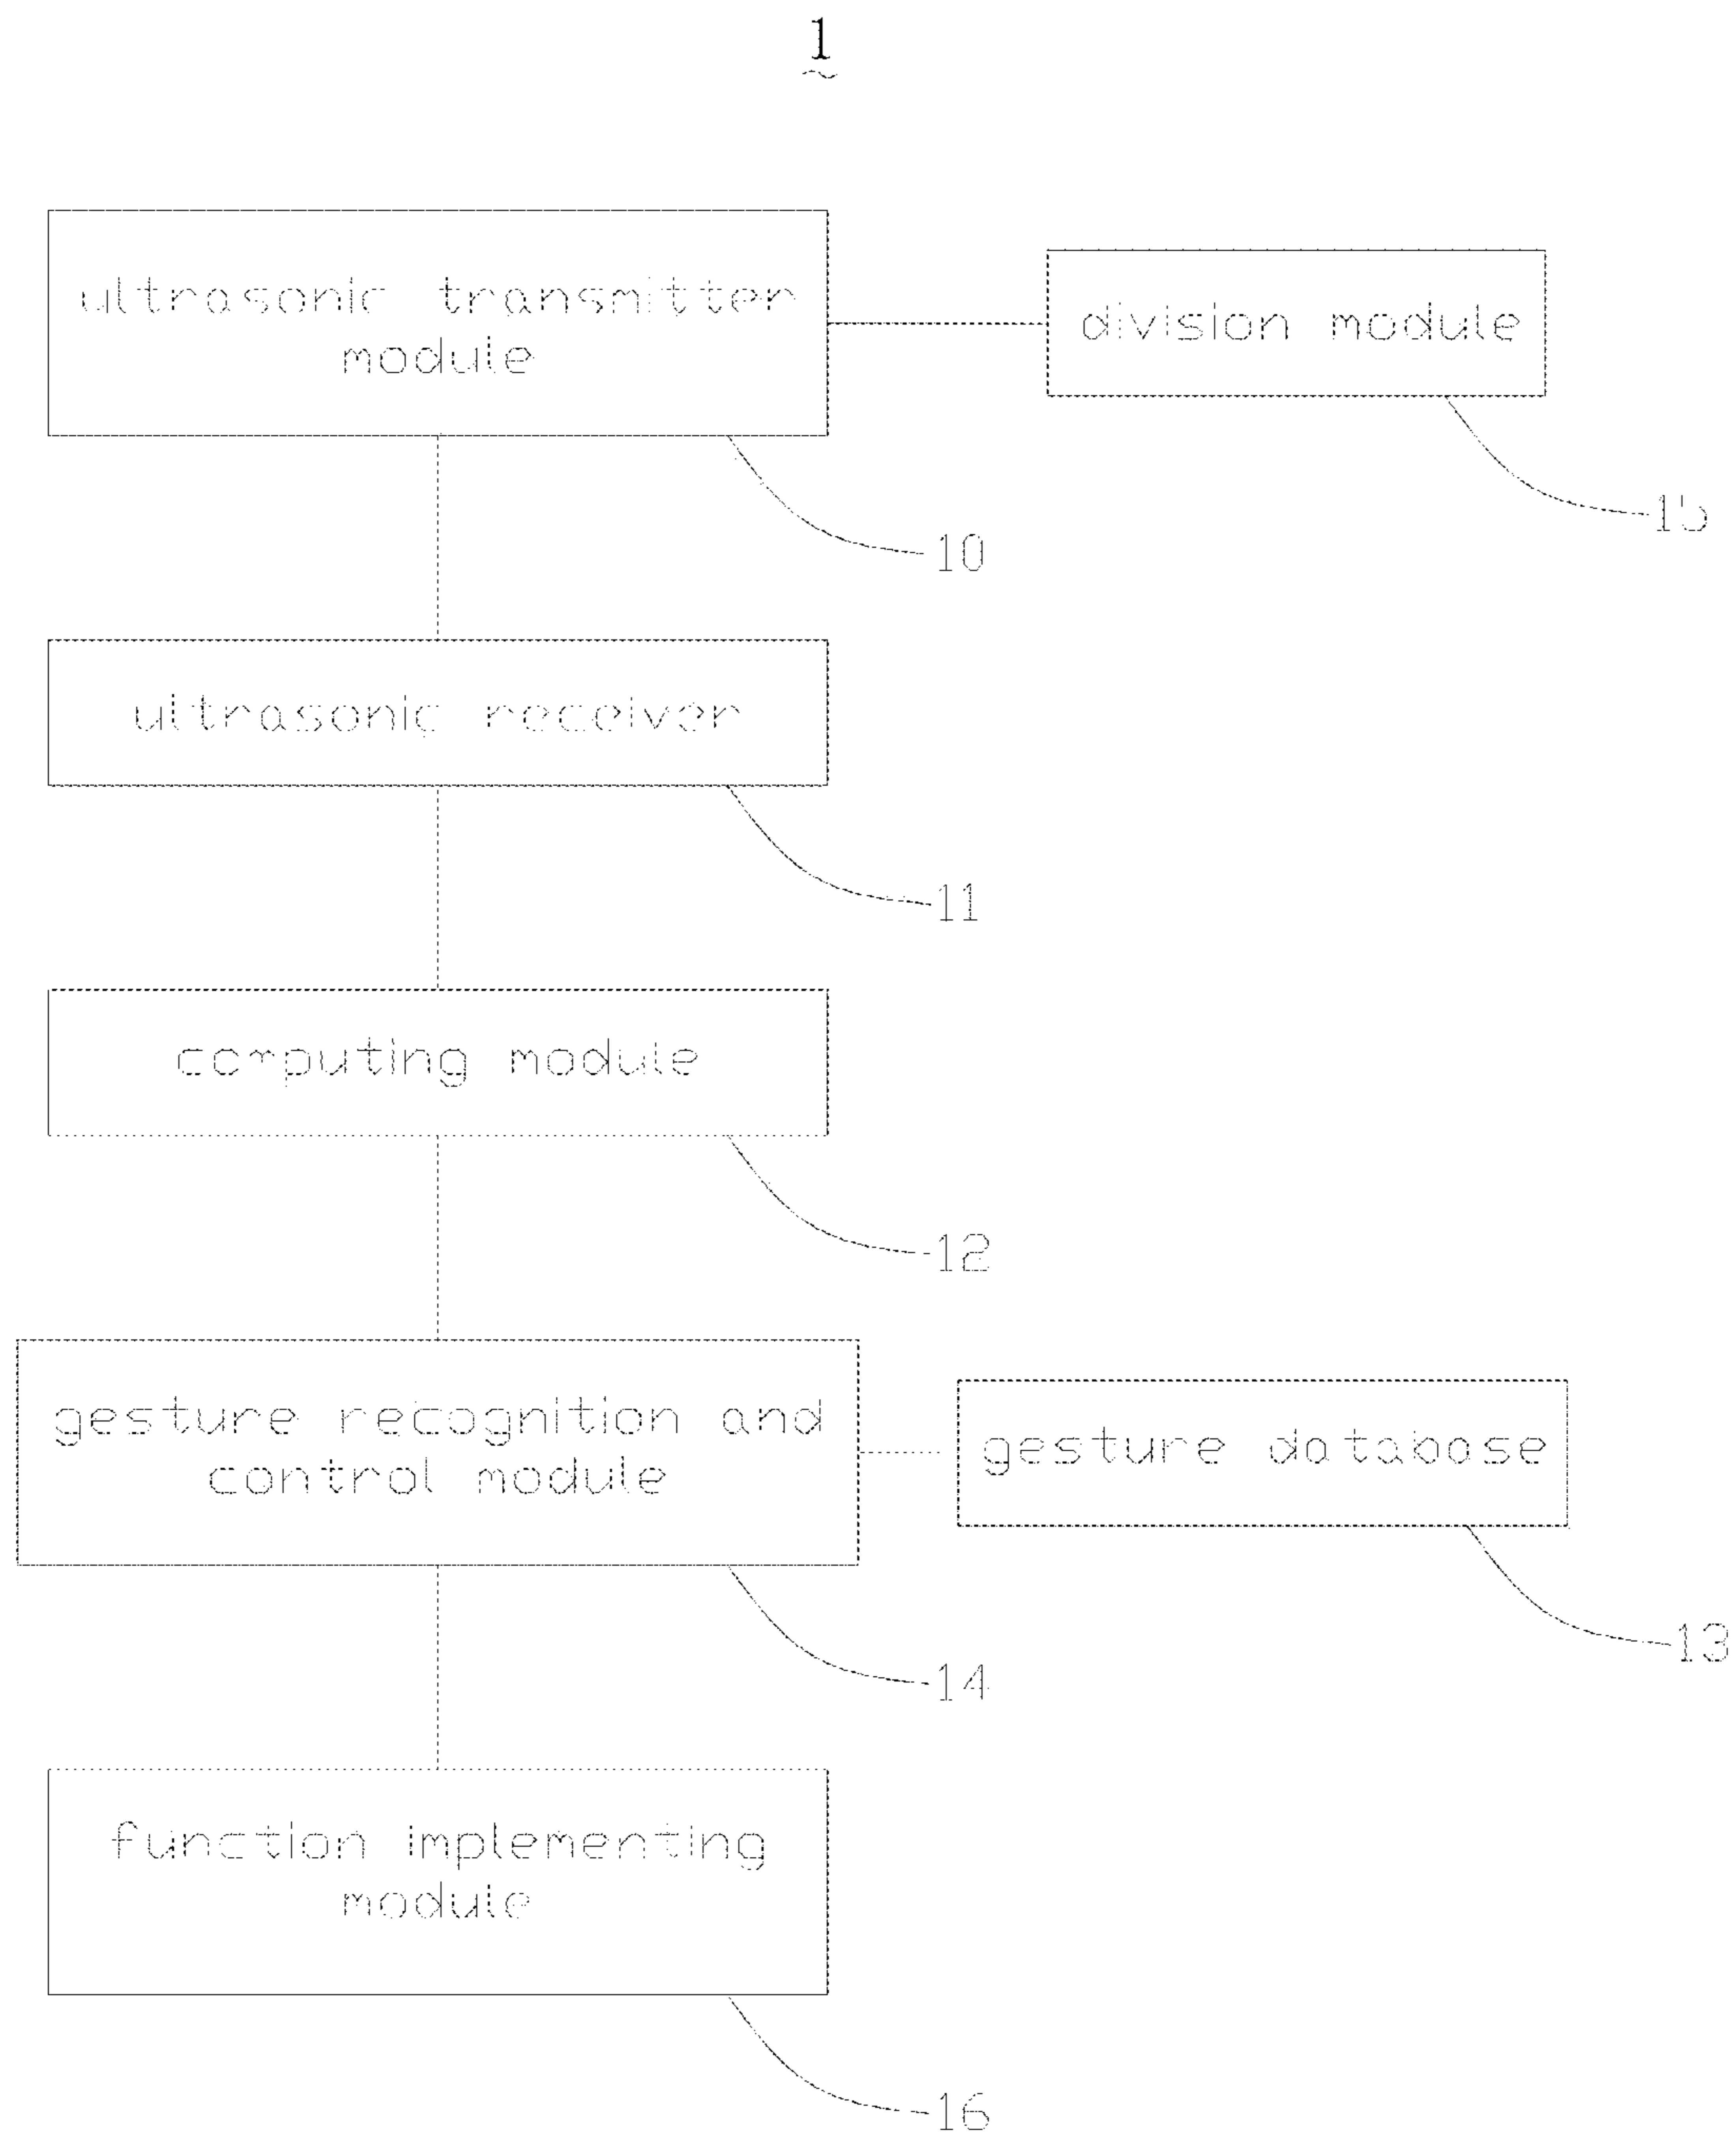 1
ultrasonic transmitter
module
division module
15
10
ultrasonic receiver
11
computing module
12
gesture recognition and
control module
gesture database
13
14
function implementing
module
16